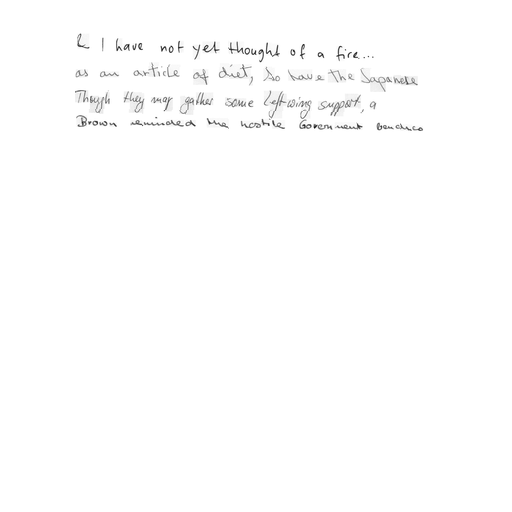 I have not yet thought of a fire...
as an article of diet, So have the Japanese
Though they may gather some Left-wing support, a
Brown reminded the hostile Government benches